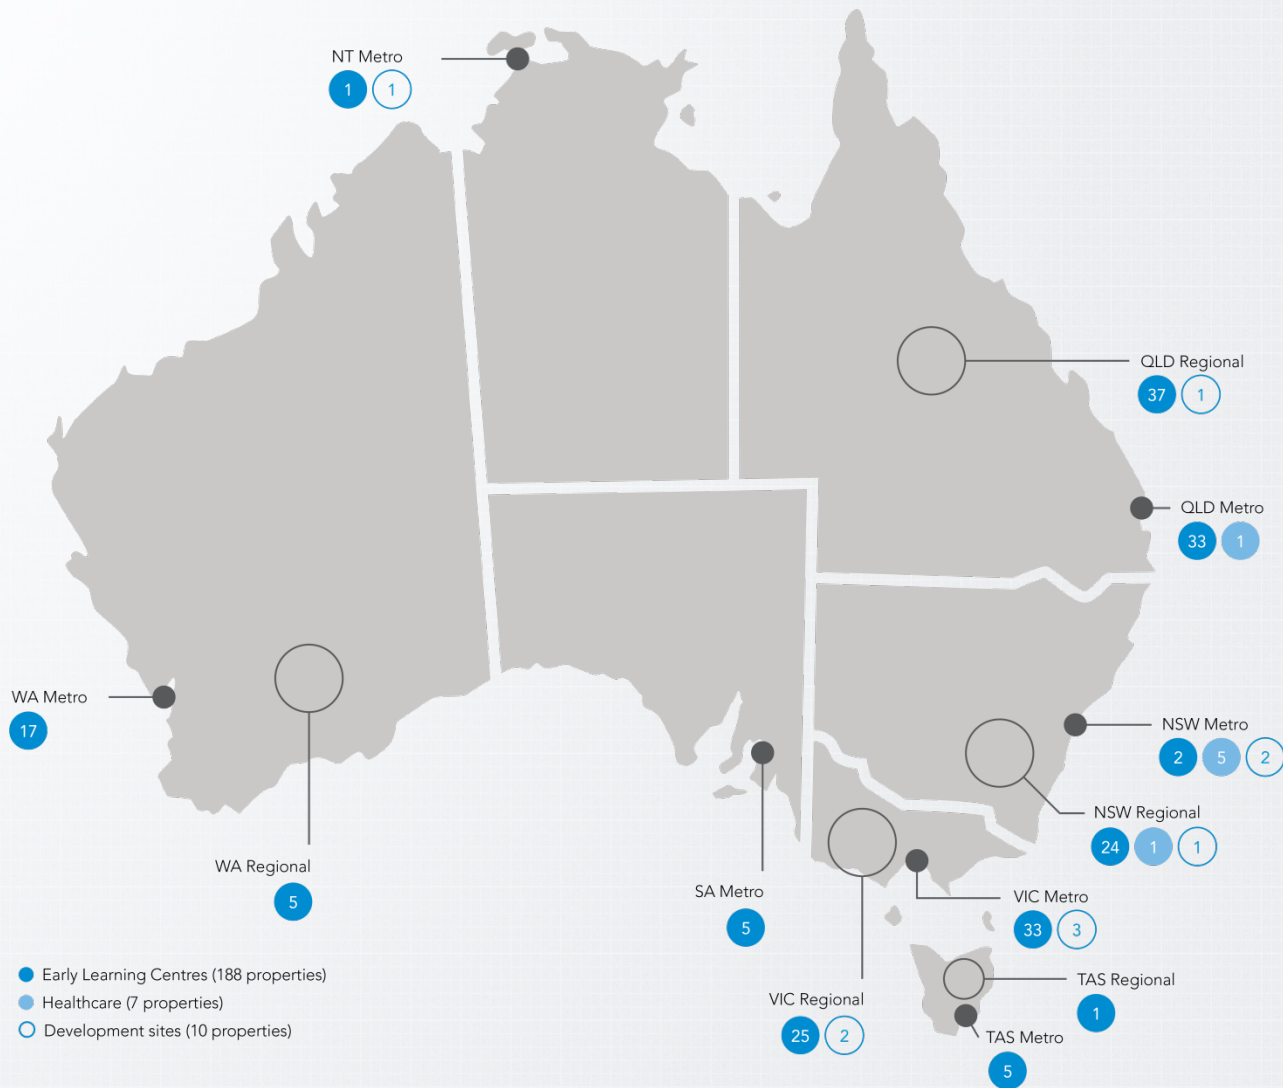 NT Metro
1 1
QLD Regional
37 1
QLD Metro
33 1
WA Metro
17
NSW Metro
2 5 2
NSW Regional
24 1 1
WA Regional
5
SA Metro
5
VIC Metro
33 3
VIC Regional
25 2
TAS Regional
1
TAS Metro
5
Early Learning Centres (188 properties)
Healthcare (7 properties)
Development sites (10 properties)